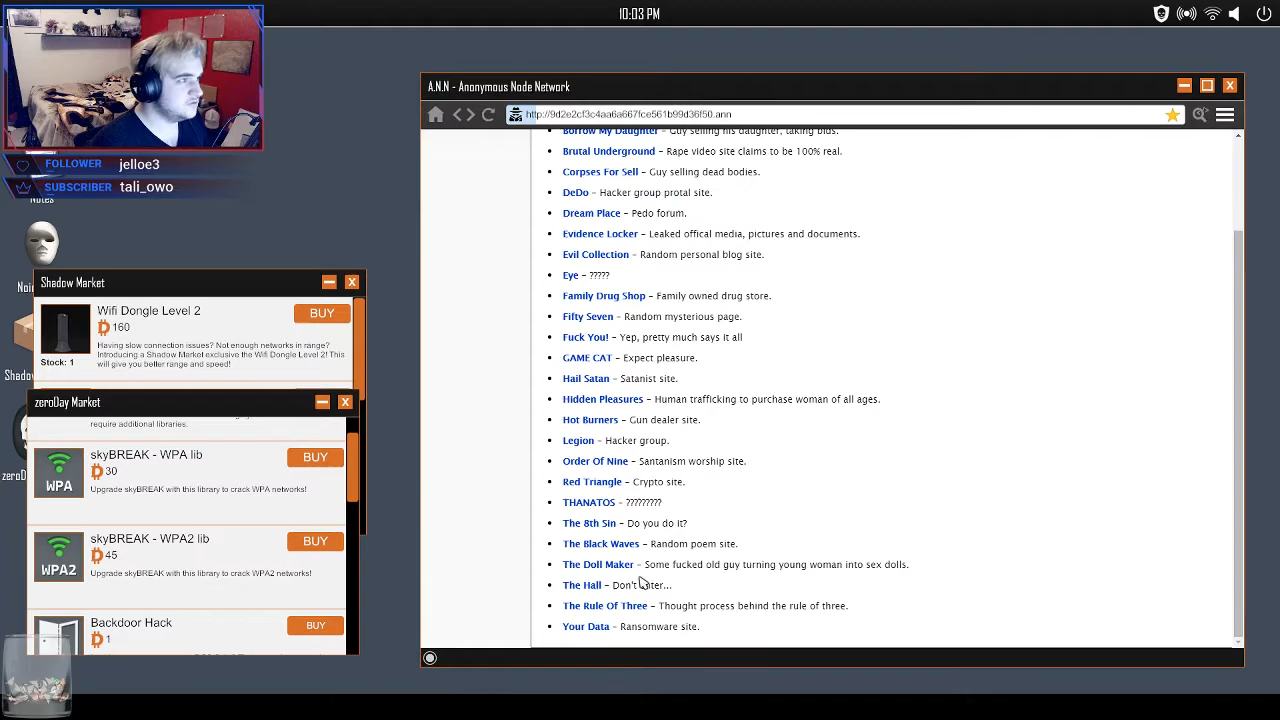 10:03 PM
FOLLOWER jelloe3
SUBSCRIBER tali_owo
Notes
Shadow Market
Wifi Dongle Level 2
BUY
160
Having slow connection issues? Not enough networks in range?
Introducing a Shadow Market exclusive the Wifi Dongle Level 2! This
will give you better range and speed!
Stock: 1
zeroDay Market
require additional libraries.
skyBREAK - WPA lib
BUY
30
Upgrade skyBREAK with this library to crack WPA networks!
WPA
skyBREAK - WPA2 lib
BUY
45
Upgrade skyBREAK with this library to crack WPA2 networks!
WPA2
Backdoor Hack
BUY
1
A.N.N - Anonymous Node Network
http://9d2e2cf3c4aa6a667fce561b99d36f50.ann
Borrow My Daughter - Guy selling his daughter, taking bids.
Brutal Underground - Rape video site claims to be 100% real.
Corpses For Sell - Guy selling dead bodies.
DeDo - Hacker group protal site.
Dream Place - Pedo forum.
Evidence Locker - Leaked offical media, pictures and documents.
Evil Collection - Random personal blog site.
Eye - ?????
Family Drug Shop - Family owned drug store.
Fifty Seven - Random mysterious page.
Fuck You! - Yep, pretty much says it all
GAME CAT - Expect pleasure.
Hail Satan - Satanist site.
Hidden Pleasures - Human trafficking to purchase woman of all ages.
Hot Burners - Gun dealer site.
Legion - Hacker group.
Order Of Nine - Santanism worship site.
Red Triangle - Crypto site.
THANATOS - ?????????
The 8th Sin - Do you do it?
The Black Waves - Random poem site.
The Doll Maker - Some fucked old guy turning young woman into sex dolls.
The Hall - Don't enter...
The Rule Of Three - Thought process behind the rule of three.
Your Data - Ransomware site.